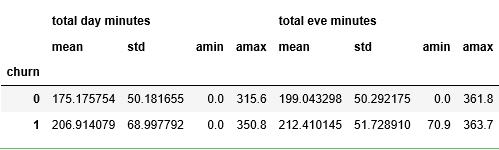 total day minutes total eve minutes
mean std amin amax mean std amin amax
churn
0 175.175754 50.181655 0.0 315.6 199.043298 50.292175 0.0 361.8
1 206.914079 68.997792 0.0 350.8 212.410145 51.728910 70.9 363.7